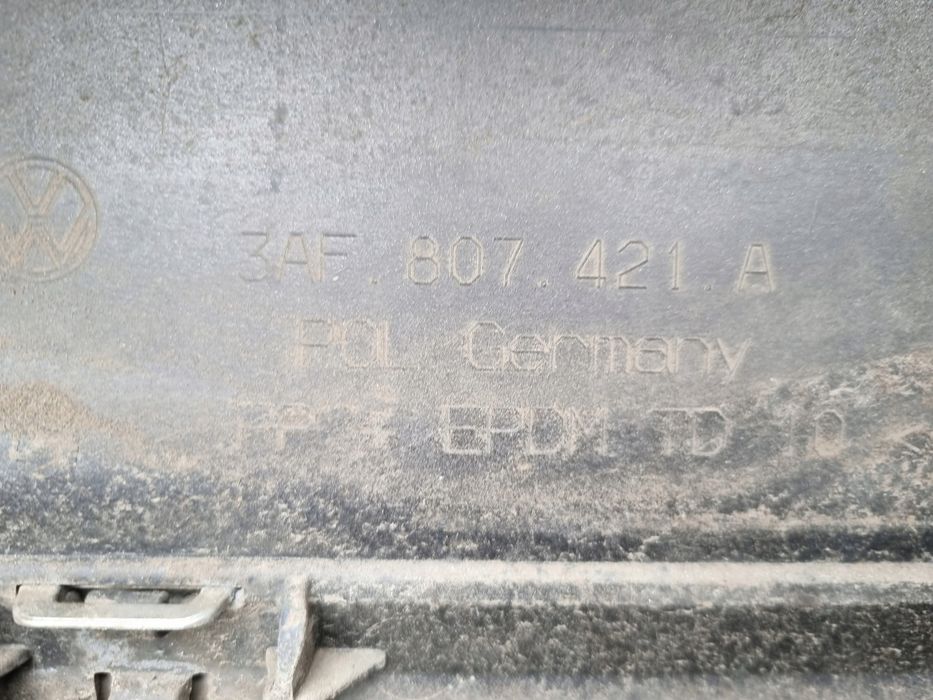 3AF.807.421.A
POL Germany
PP + EPDM TD 10